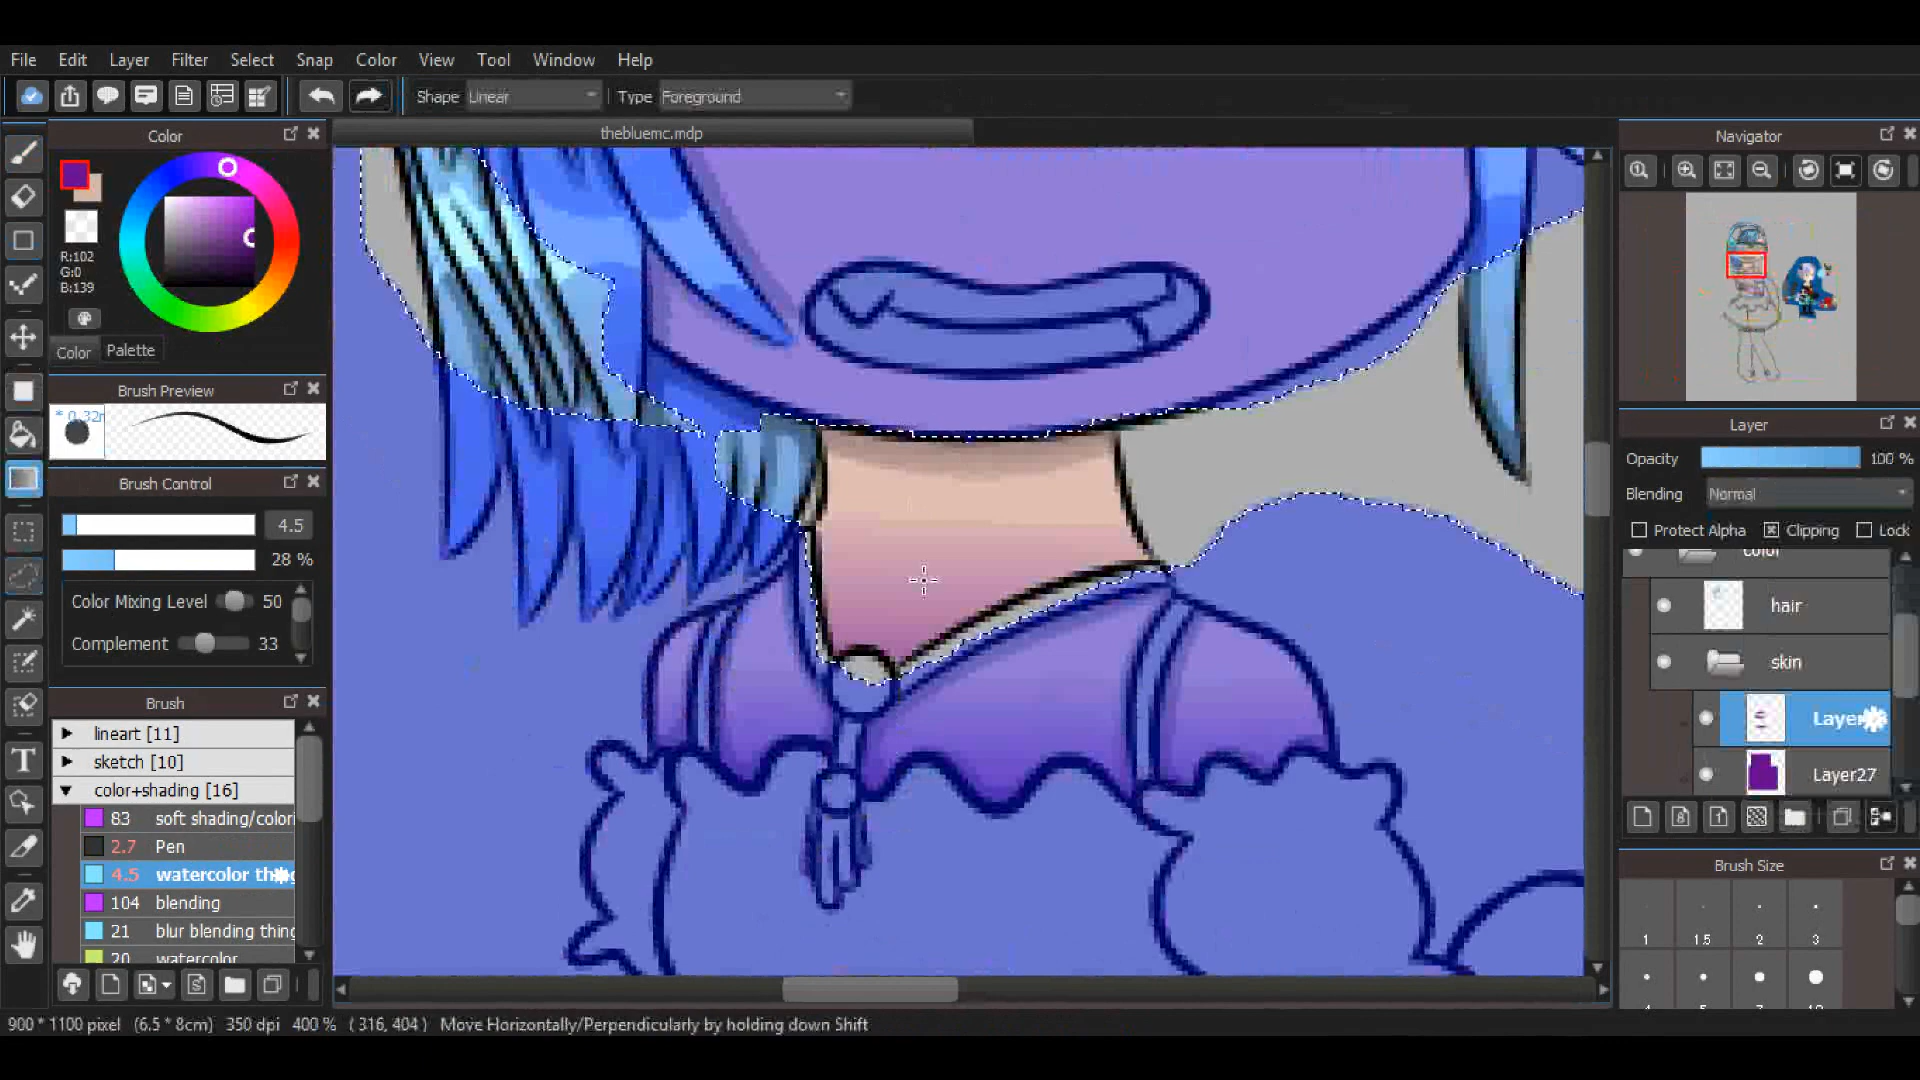 File Edit Layer Filter Select Snap Color View Tool Window Help
Shape Linear Type Foreground
thebluemc.mdp
Color
R:102
G:0
B:139
Color Palette
Brush Preview
Brush Control
4.5
28 %
Color Mixing Level 50
Complement 33
Brush
lineart [11]
sketch [10]
color+shading [16]
83 soft shading/colori
2.7 Pen
4.5 watercolor thing
104 blending
21 blur blending thing
20 watercolor
Navigator
Layer
Opacity 100 %
Blending Normal
Protect Alpha Clipping Lock
color
hair
skin
Laye
Layer27
Brush Size
1 1.5 2 3
900 * 1100 pixel (6.5 * 8cm) 350 dpi 400 % ( 316, 404 ) Move Horizontally/Perpendicularly by holding down Shift